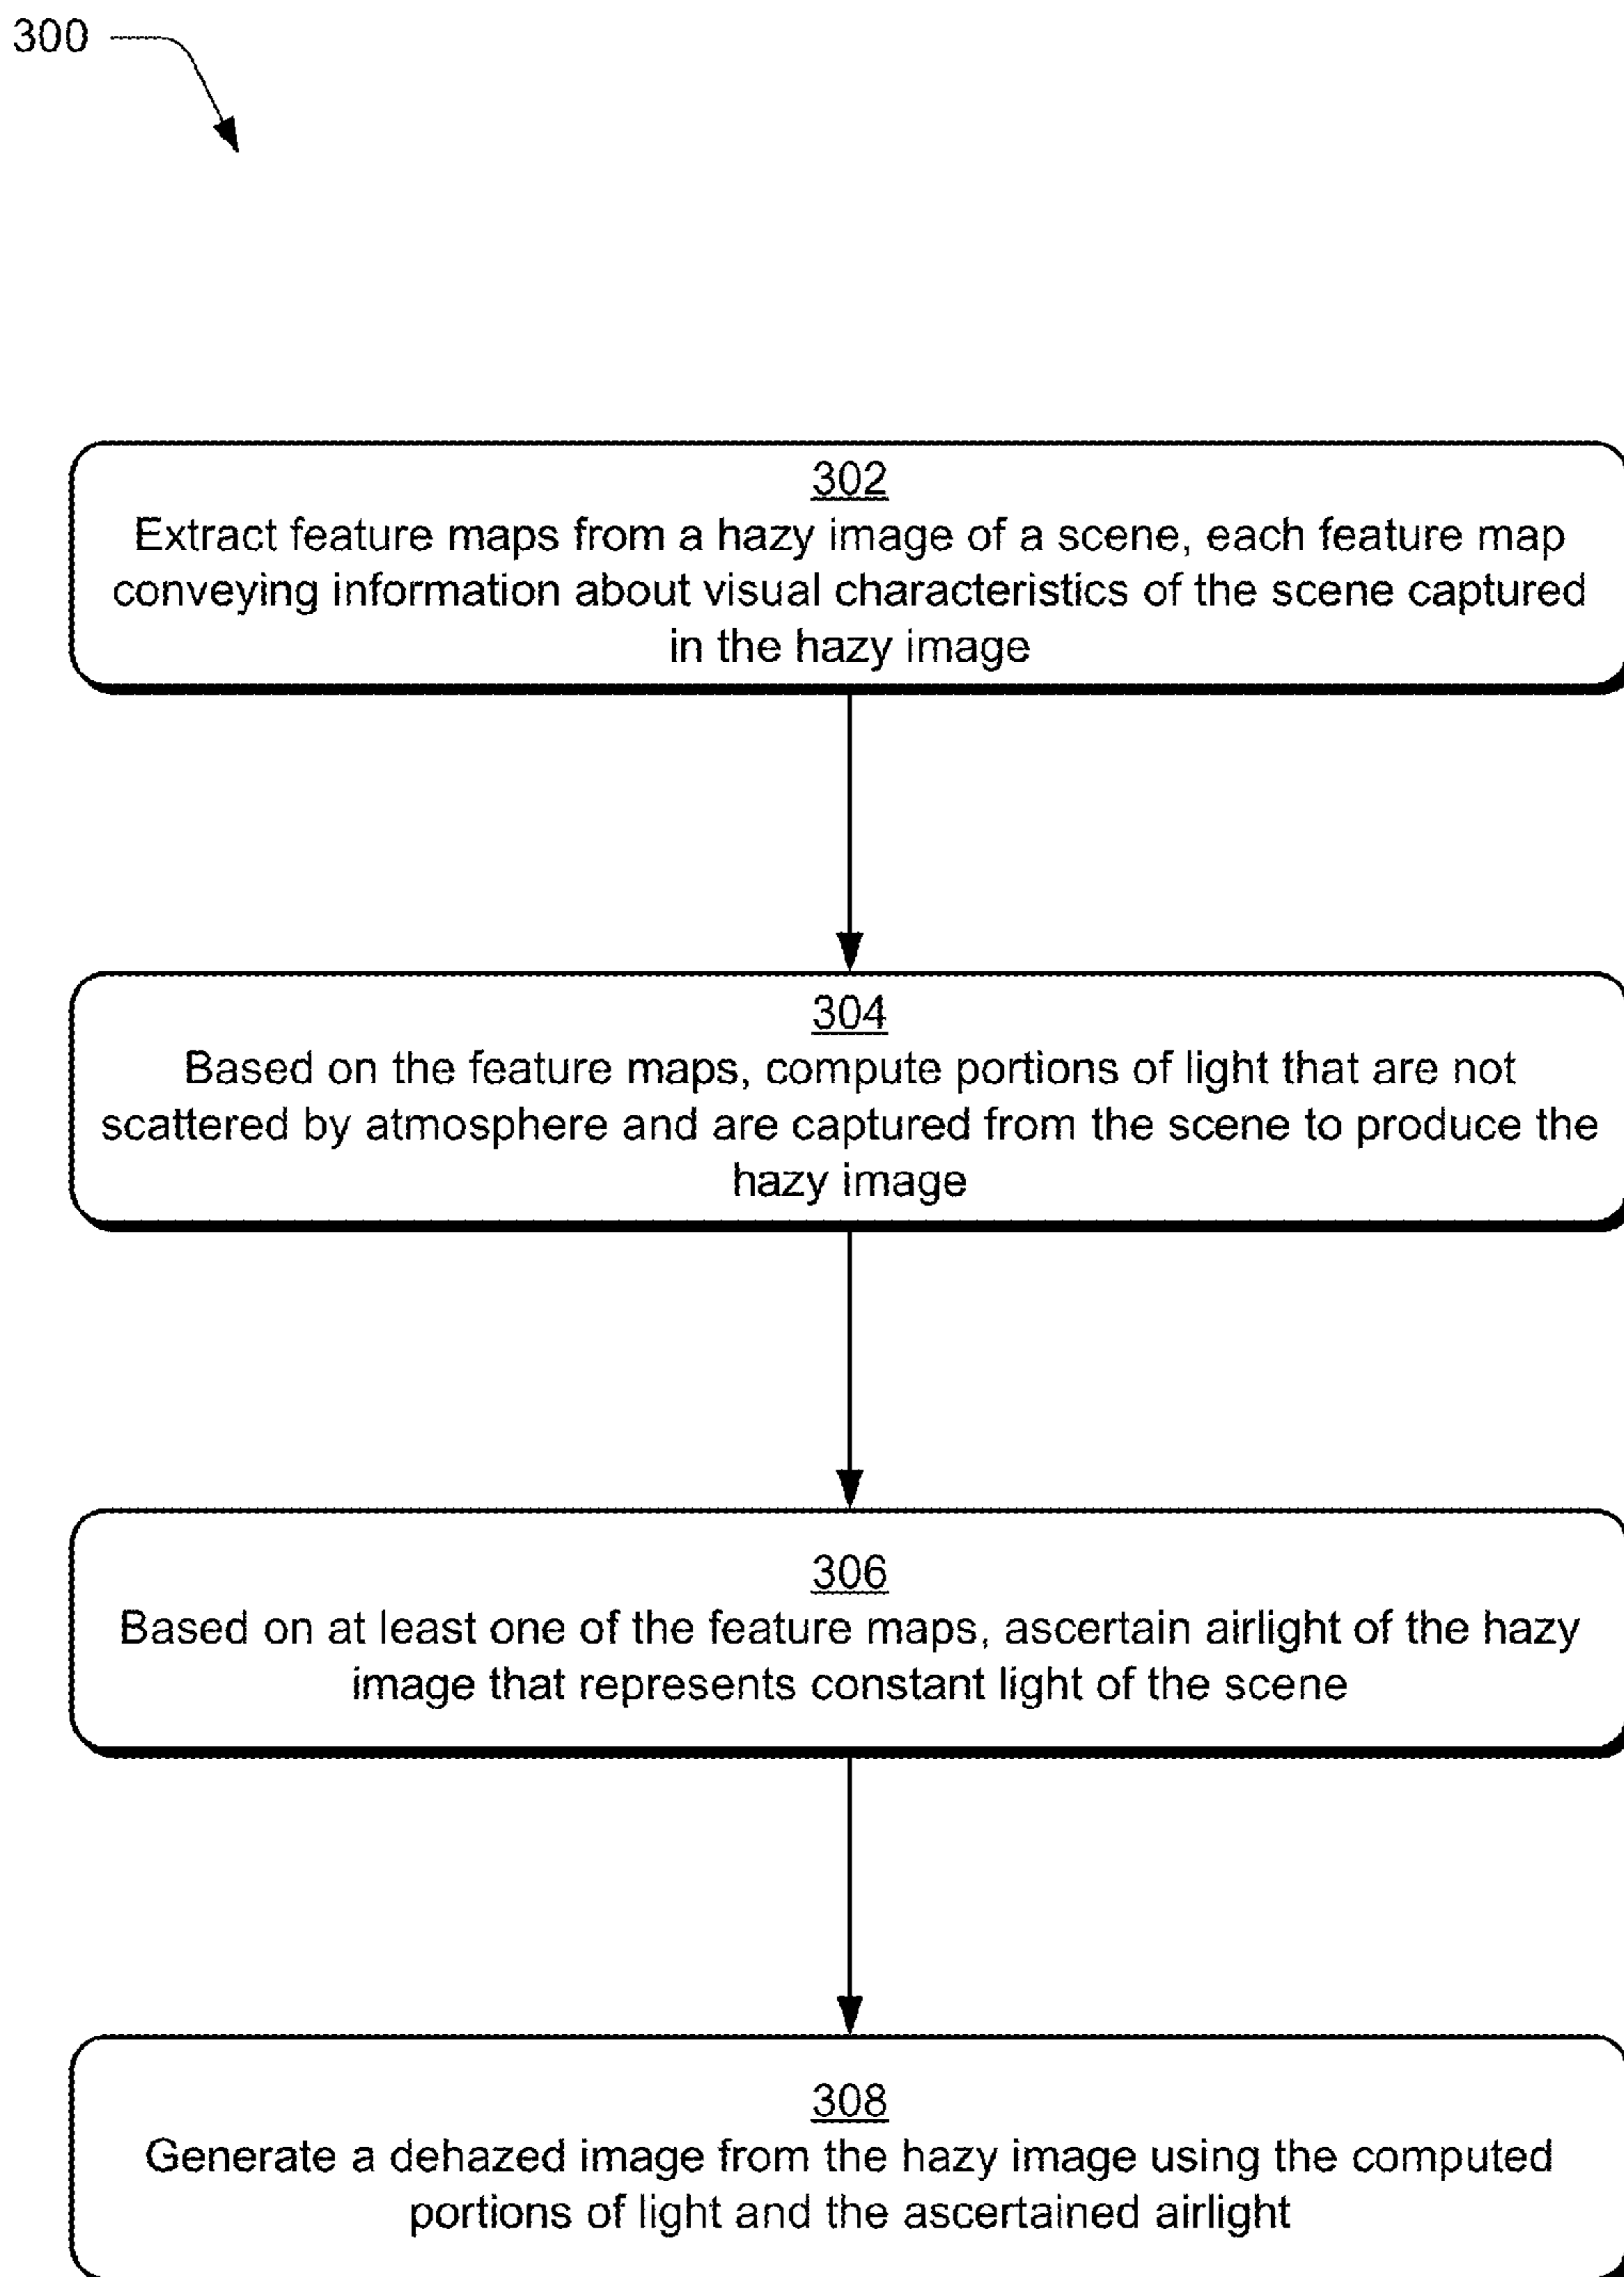 300
302
Extract feature maps from a hazy image of a scene, each feature map
conveying information about visual characteristics of the scene captured
in the hazy image
304
Based on the feature maps, compute portions of light that are not
scattered by atmosphere and are captured from the scene to produce the
hazy image
306
Based on at least one of the feature maps, ascertain airlight of the hazy
image that represents constant light of the scene
308
Generate a dehazed image from the hazy image using the computed
portions of light and the ascertained airlight